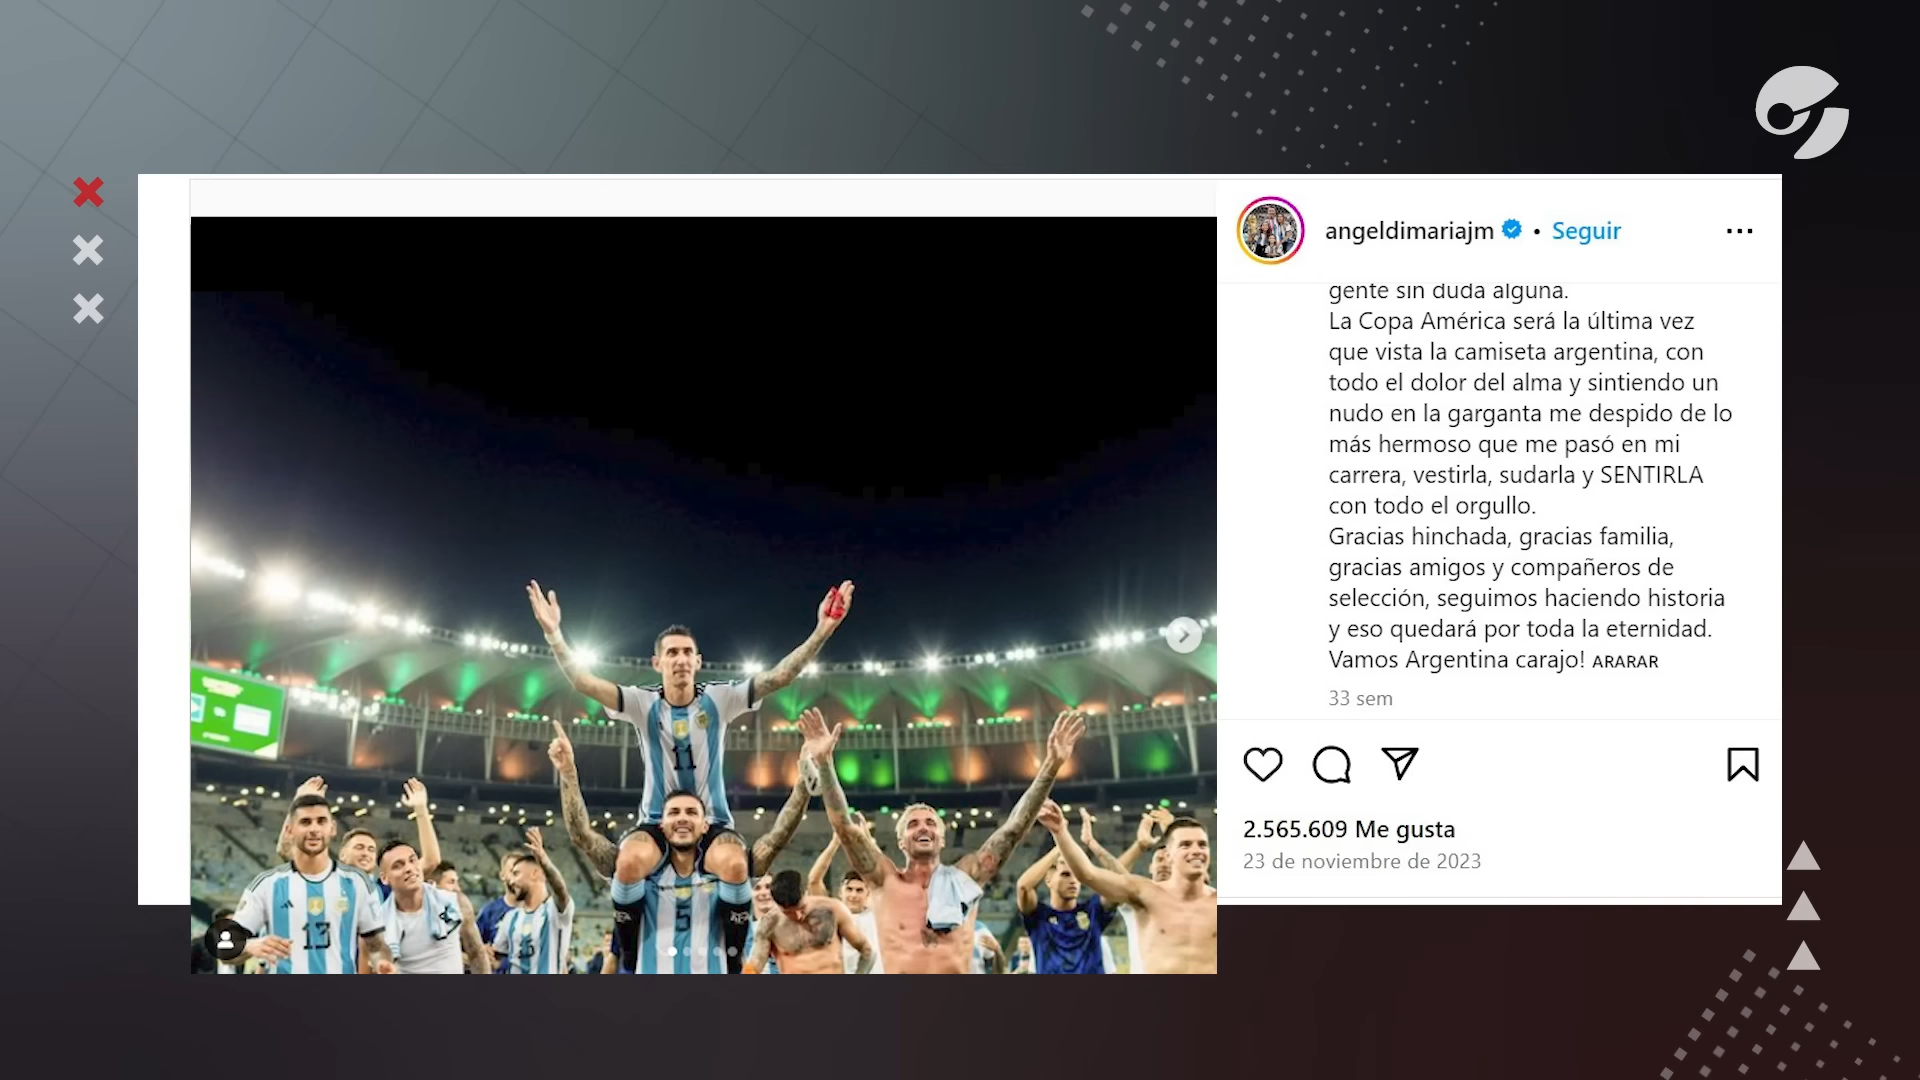 angeldimariajm • Seguir
gente sin duda alguna.
La Copa América será la última vez
que vista la camiseta argentina, con
todo el dolor del alma y sintiendo un
nudo en la garganta me despido de lo
más hermoso que me pasó en mi
carrera, vestirla, sudarla y SENTIRLA
con todo el orgullo.
Gracias hinchada, gracias familia,
gracias amigos y compañeros de
selección, seguimos haciendo historia
y eso quedará por toda la eternidad.
Vamos Argentina carajo! ARARAR
33 sem
2.565.609 Me gusta
23 de noviembre de 2023
11
13
5